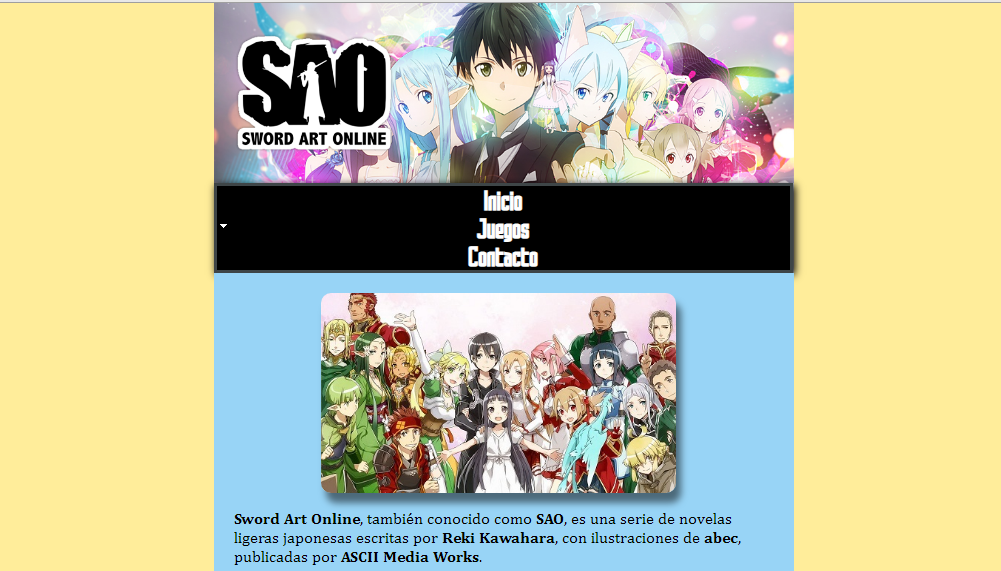 SAO
SWORD ART ONLINE
Inicio
Juegos
Contacto
Sword Art Online, también conocido como SAO, es una serie de novelas
ligeras japonesas escritas por Reki Kawahara, con ilustraciones de abec,
publicadas por ASCII Media Works.